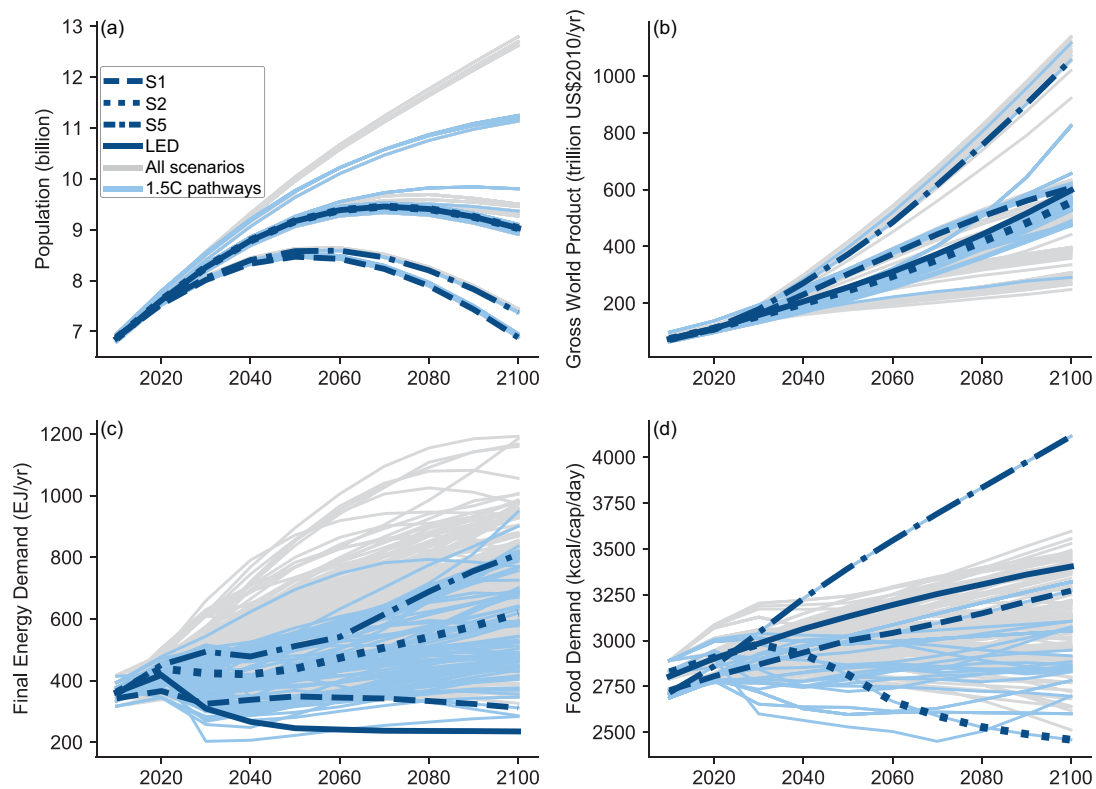 (a)
Population (billion)
13
12
11
10
9
8
7
S1
S2
S5
LED
All scenarios
1.5C pathways
2020 2040 2060 2080 2100
(b)
Gross World Product (trillion US$2010/yr)
1000
800
600
400
200
2020 2040 2060 2080 2100
(c)
Final Energy Demand (EJ/yr)
1200
1000
800
600
400
200
2020 2040 2060 2080 2100
(d)
Food Demand (kcal/cap/day)
4000
3750
3500
3250
3000
2750
2500
2020 2040 2060 2080 2100